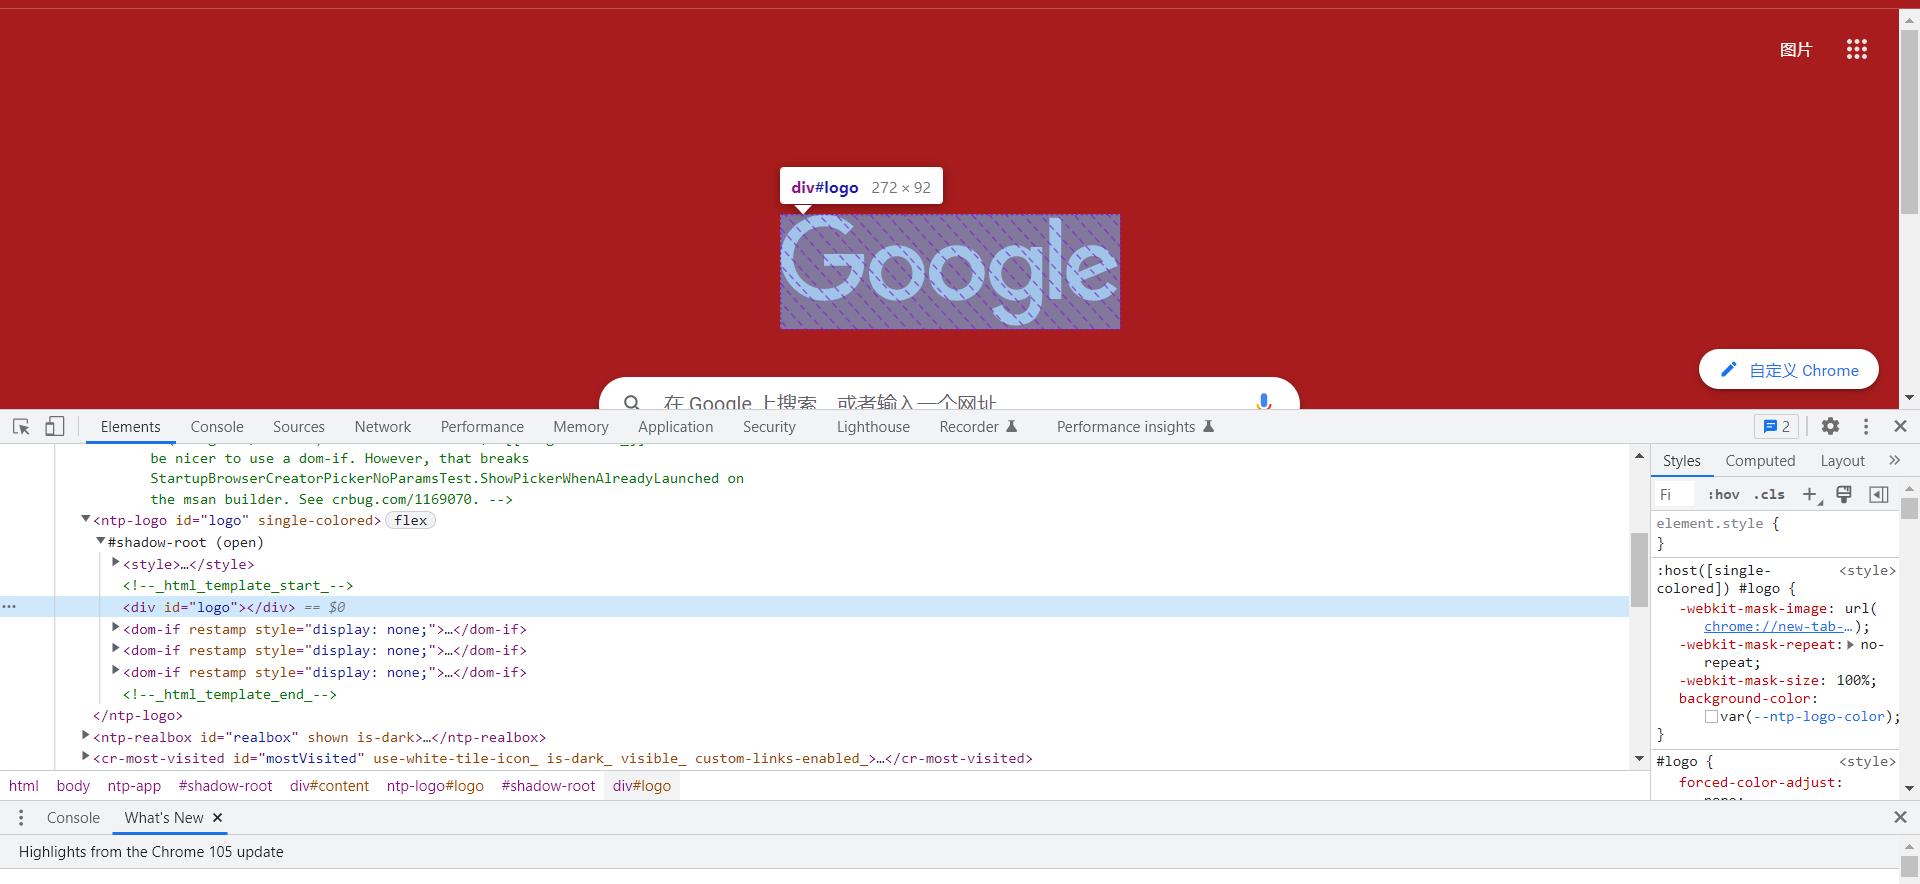 图片
div#logo 272 × 92
Google
自定义 Chrome
在 Google 上搜索，或者输入一个网址
Elements Console Sources Network Performance Memory Application Security Lighthouse Recorder Performance insights 2
be nicer to use a dom-if. However, that breaks
StartupBrowserCreatorPickerNoParamsTest.ShowPickerWhenAlreadyLaunched on
the msan builder. See crbug.com/1169070. -->
<ntp-logo id="logo" single-colored> flex
#shadow-root (open)
<style>…</style>
<!--_html_template_start_-->
<div id="logo"></div> == $0
<dom-if restamp style="display: none;">…</dom-if>
<dom-if restamp style="display: none;">…</dom-if>
<dom-if restamp style="display: none;">…</dom-if>
<!--_html_template_end_-->
</ntp-logo>
<ntp-realbox id="realbox" shown is-dark>…</ntp-realbox>
<cr-most-visited id="mostVisited" use-white-tile-icon_ is-dark_ visible_ custom-links-enabled_>…</cr-most-visited>
html body ntp-app #shadow-root div#content ntp-logo#logo #shadow-root div#logo
Styles Computed Layout »
Fi :hov .cls +
element.style {
}
:host([single- <style>
colored]) #logo {
-webkit-mask-image: url(
chrome://new-tab-…);
-webkit-mask-repeat: no-
repeat;
-webkit-mask-size: 100%;
background-color:
var(--ntp-logo-color);
}
#logo { <style>
forced-color-adjust:
Console What's New ×
Highlights from the Chrome 105 update